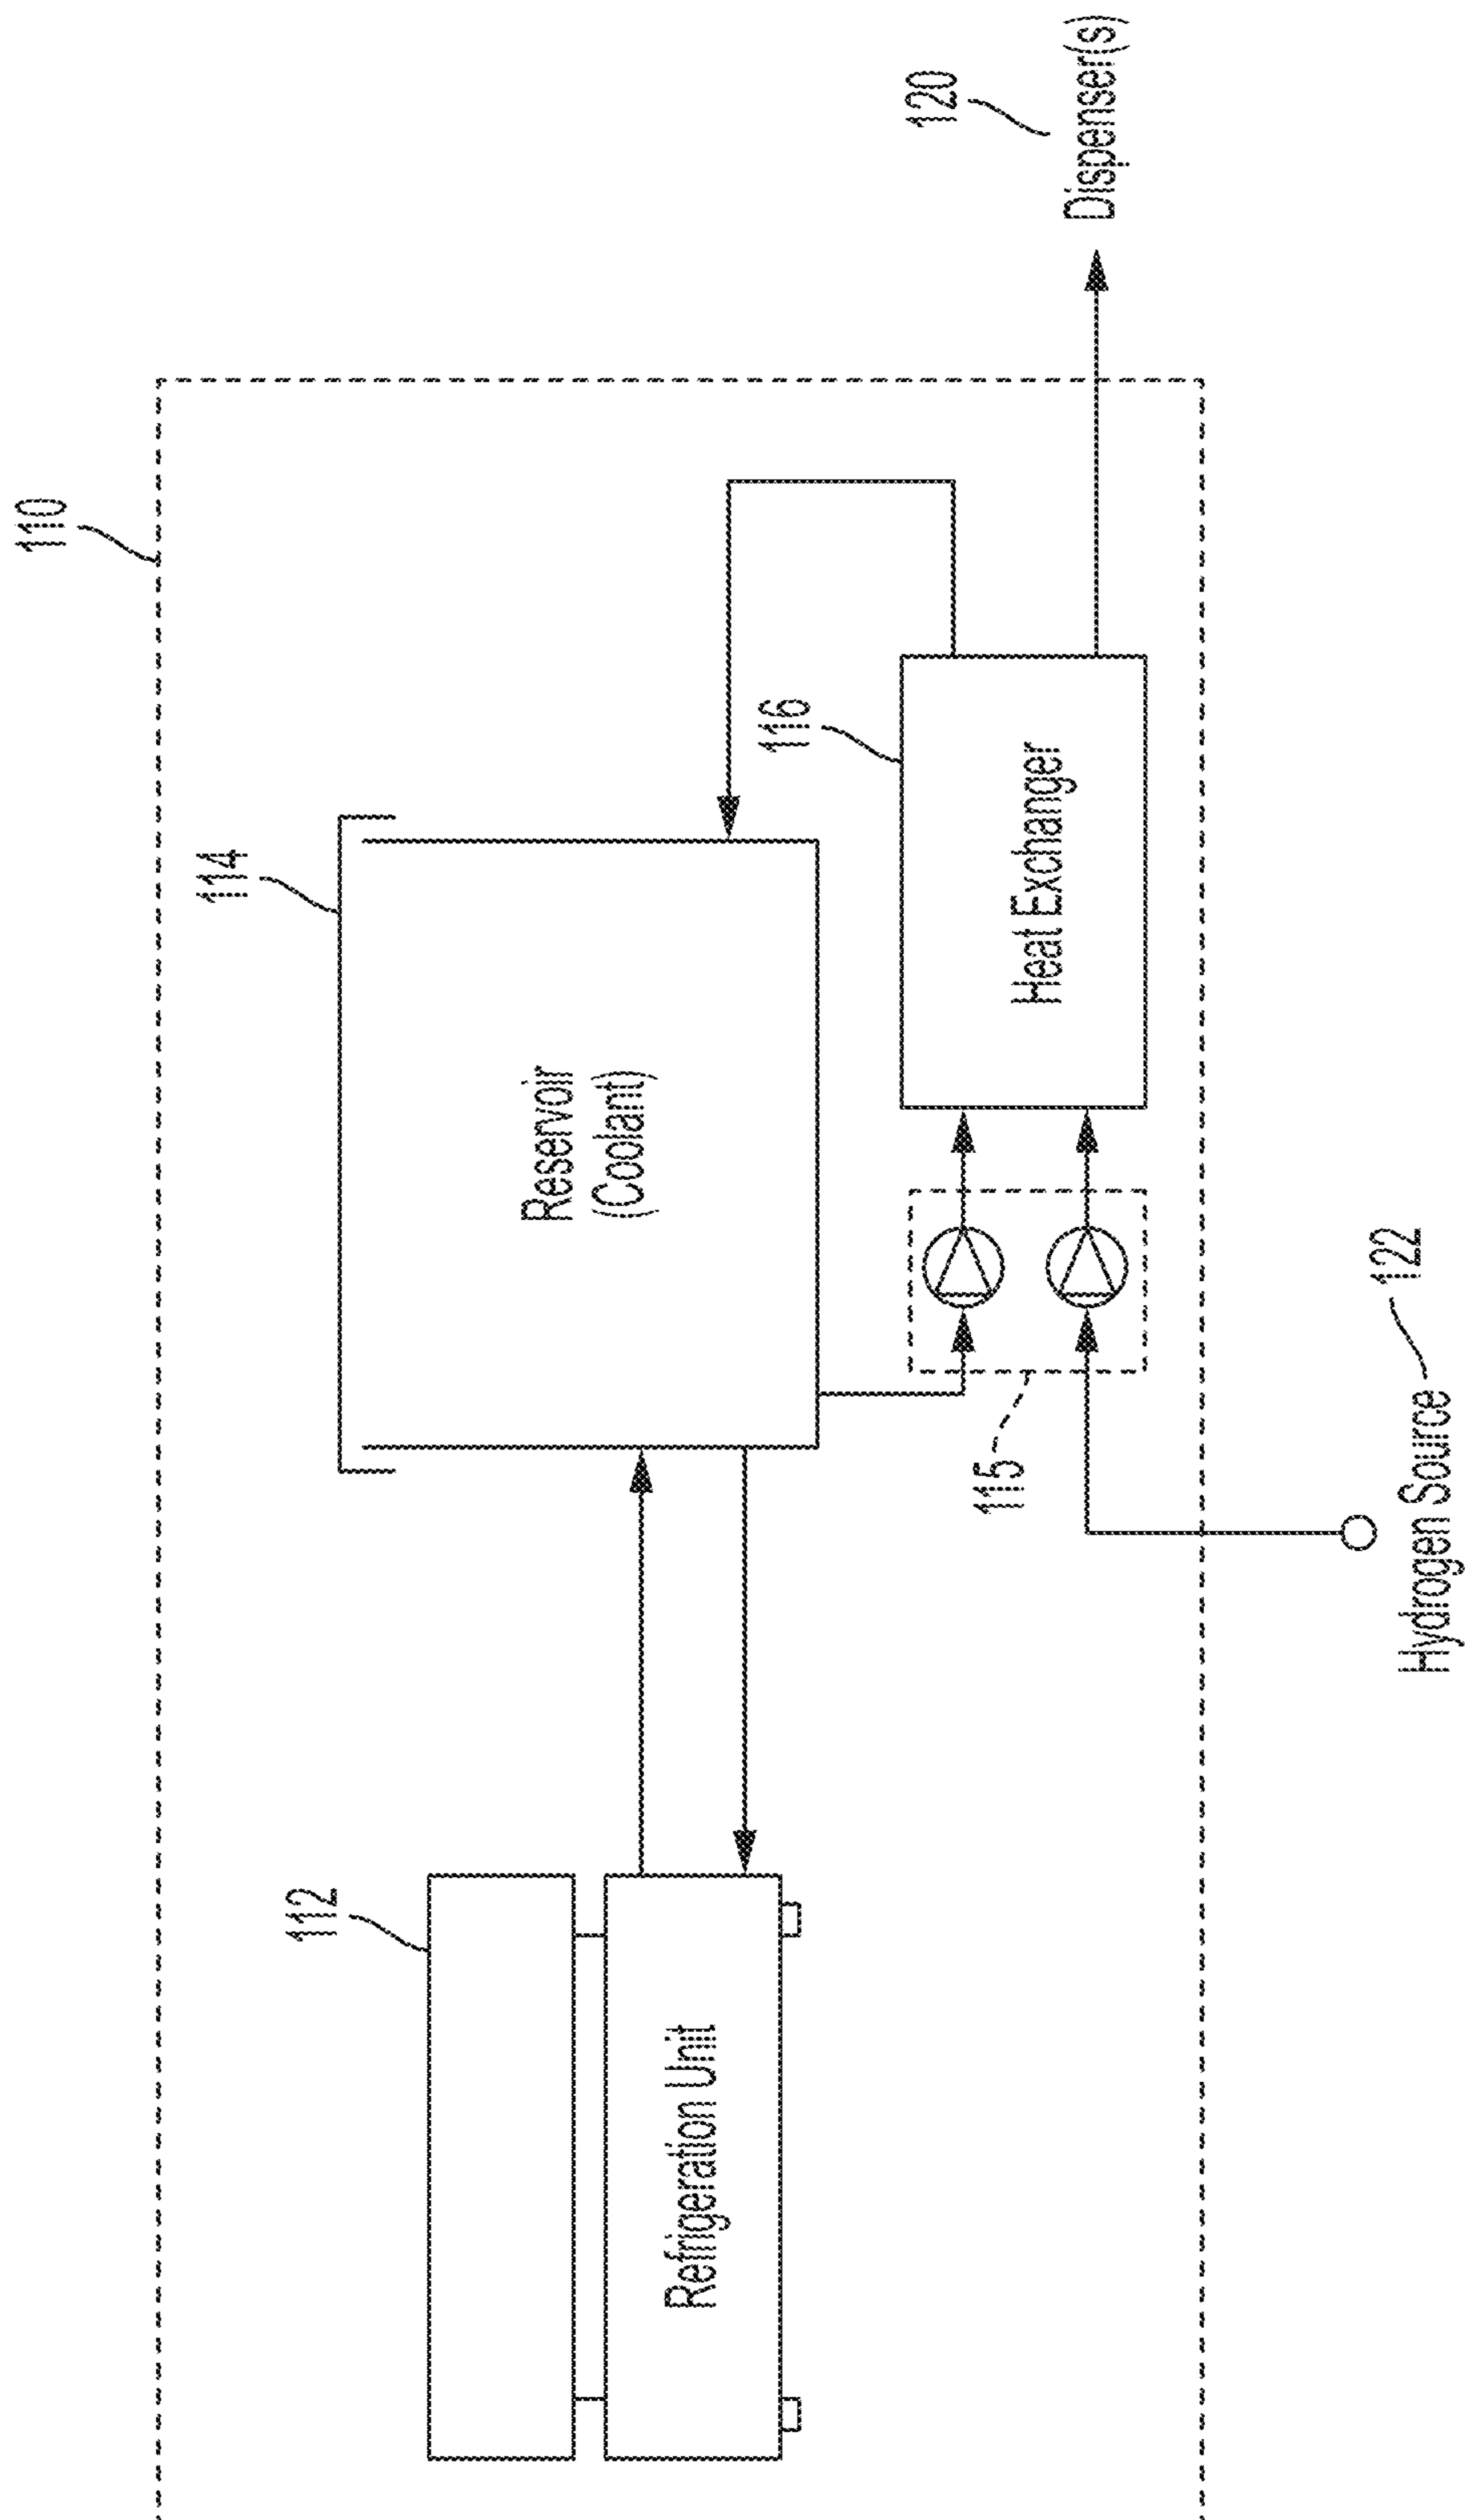 110
112
Refrigeration Unit
114
Reservoir
(Coolant)
115
116
Heat Exchanger
120
Dispenser(s)
122
Hydrogen Source